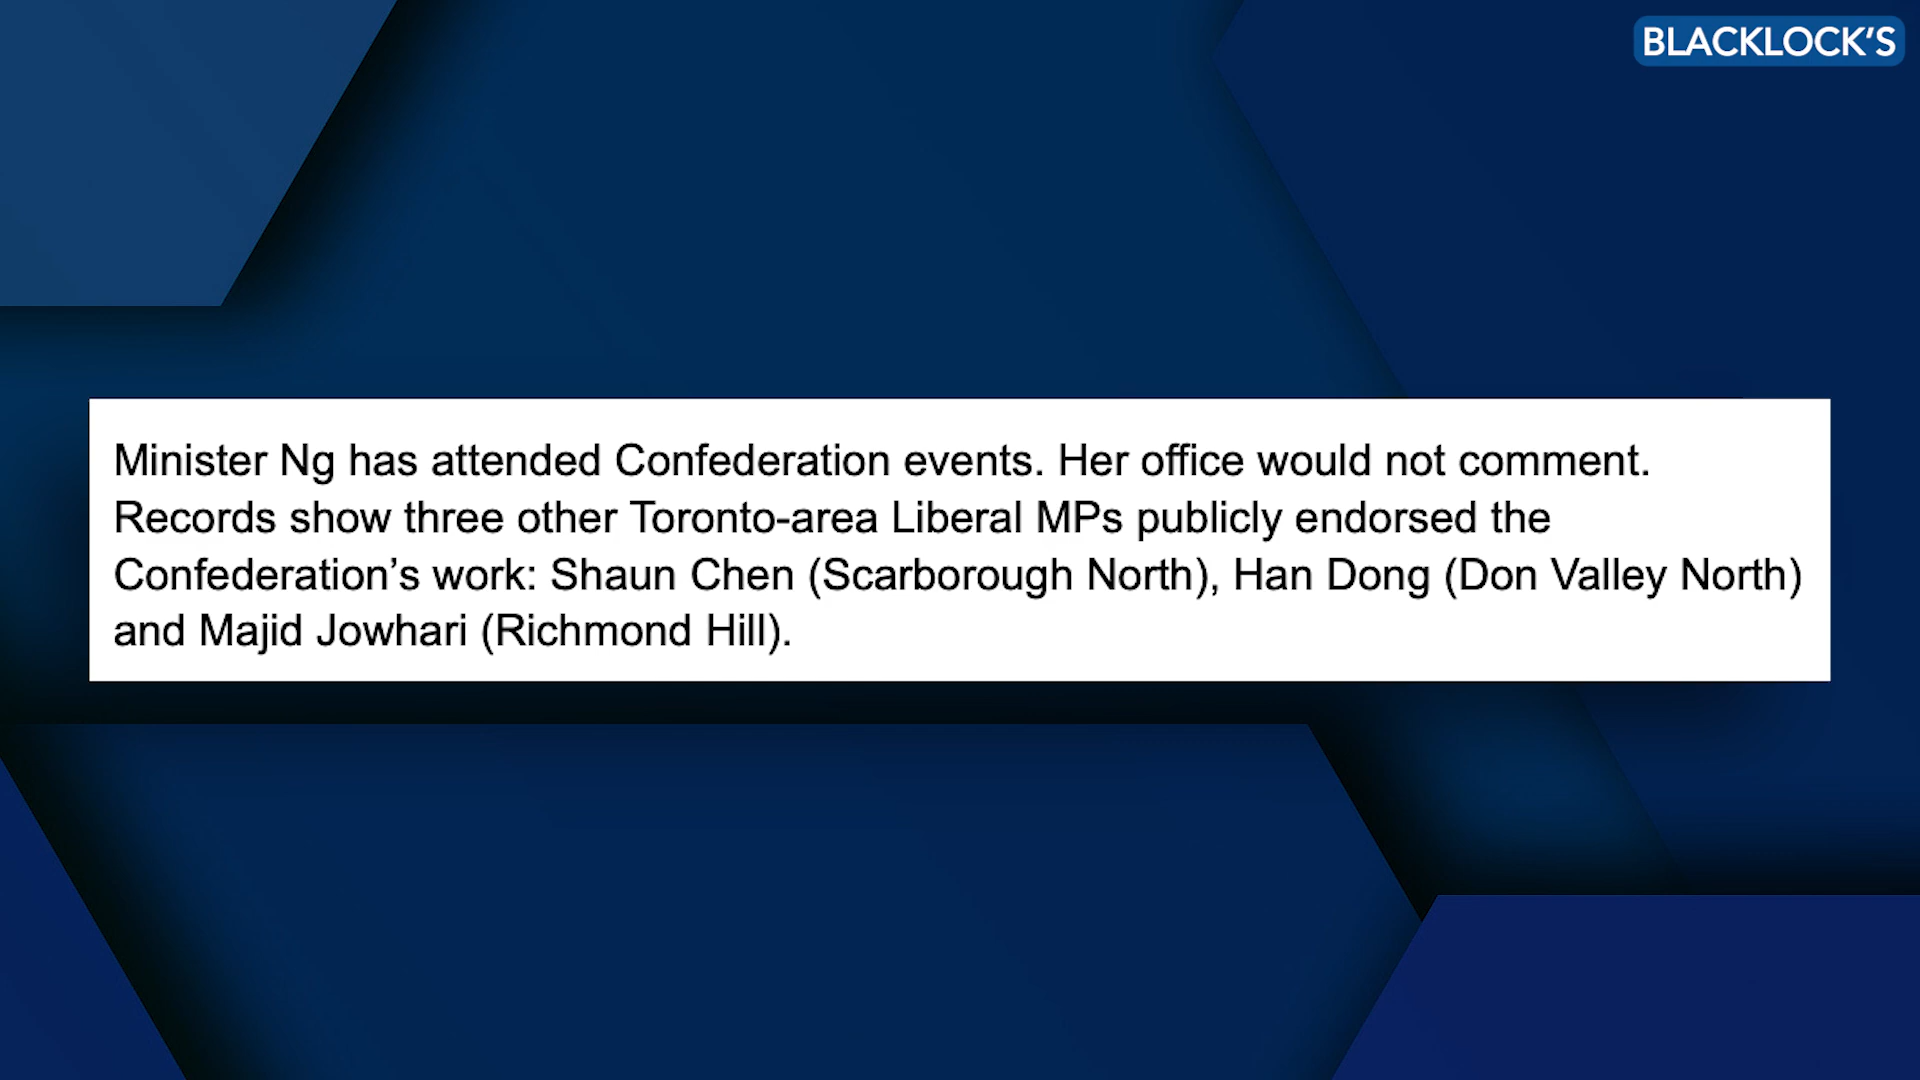 BLACKLOCK’S
Minister Ng has attended Confederation events. Her office would not comment.
Records show three other Toronto-area Liberal MPs publicly endorsed the
Confederation’s work: Shaun Chen (Scarborough North), Han Dong (Don Valley North)
and Majid Jowhari (Richmond Hill).